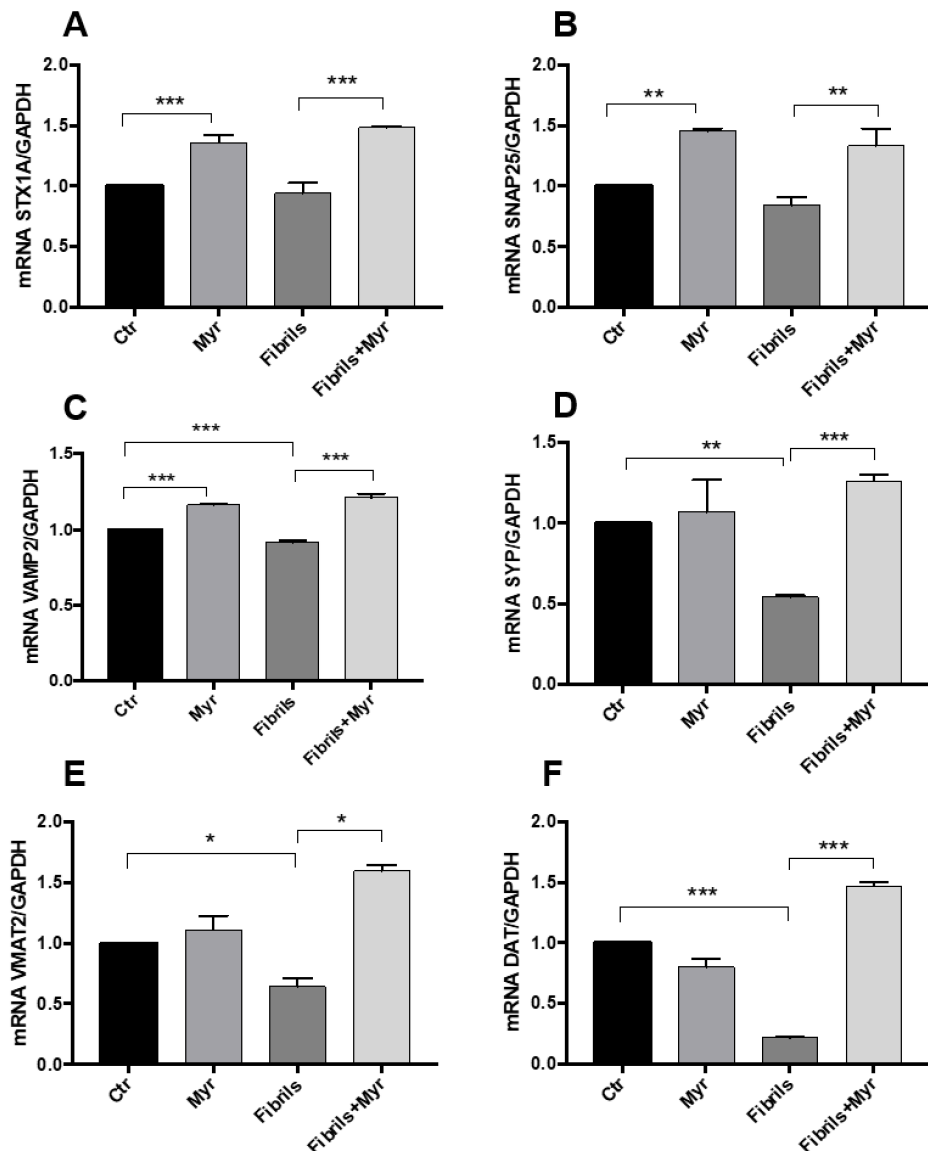 A
mRNA STX1A/GAPDH
2.0
1.5
1.0
0.5
0.0
***
***
Ctr
Myr
Fibrils
Fibrils+Myr
B
mRNA SNAP25/GAPDH
2.0
1.5
1.0
0.5
0.0
**
**
Ctr
Myr
Fibrils
Fibrils+Myr
C
mRNA VAMP2/GAPDH
1.5
1.0
0.5
0.0
***
***
***
Ctr
Myr
Fibrils
Fibrils+Myr
D
mRNA SYP/GAPDH
1.5
1.0
0.5
0.0
**
***
Ctr
Myr
Fibrils
Fibrils+Myr
E
mRNA VMAT2/GAPDH
2.0
1.5
1.0
0.5
0.0
*
*
Ctr
Myr
Fibrils
Fibrils+Myr
F
mRNA DAT/GAPDH
2.0
1.5
1.0
0.5
0.0
***
***
Ctr
Myr
Fibrils
Fibrils+Myr